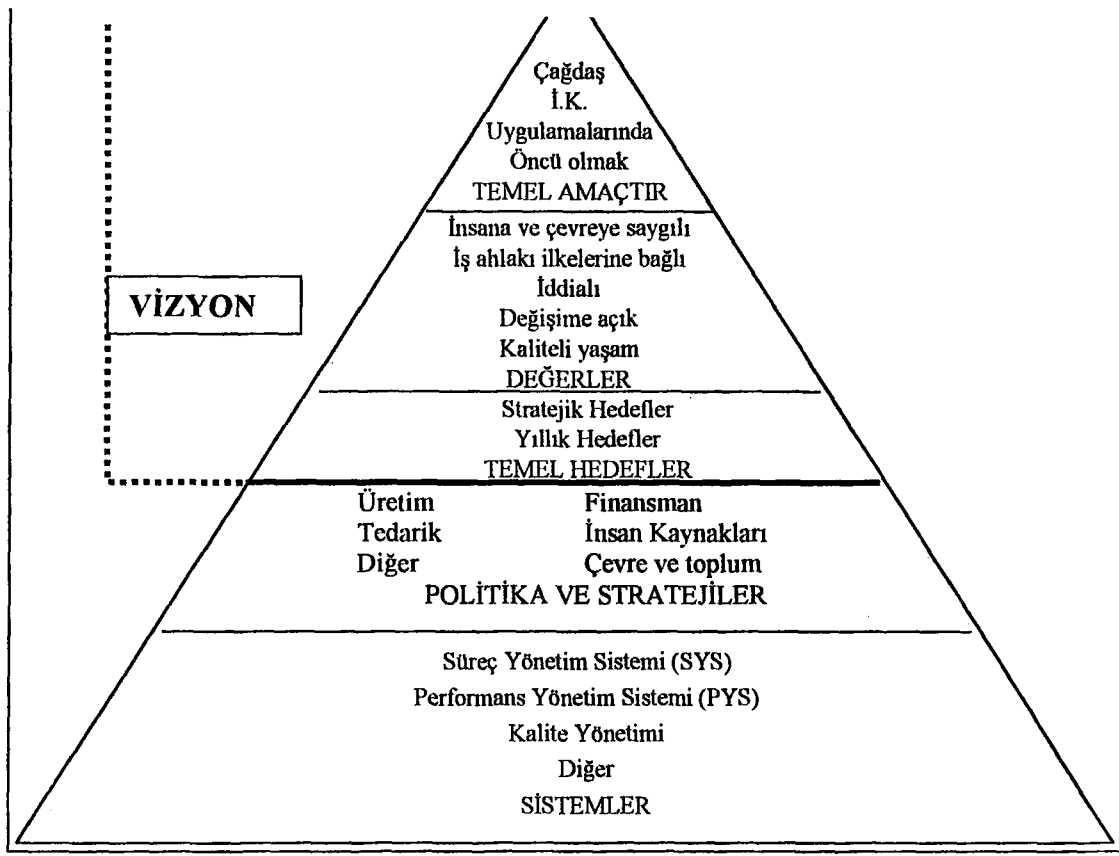 Çağdaş
İ.K.
Uygulamalarında
Öncü olmak
TEMEL AMAÇTIR
İnsana ve çevreye saygılı
İş ahlakı ilkelerine bağlı
İddialı
VİZYON
Değişime açık
Kaliteli yaşam
DEĞERLER
Stratejik Hedefler
Yıllık Hedefler
TEMEL HEDEFLER
Üretim Finansman
Tedarik İnsan Kaynakları
Diğer Çevre ve toplum
POLİTİKA VE STRATEJİLER
Süreç Yönetim Sistemi (SYS)
Performans Yönetim Sistemi (PYS)
Kalite Yönetimi
Diğer
SİSTEMLER